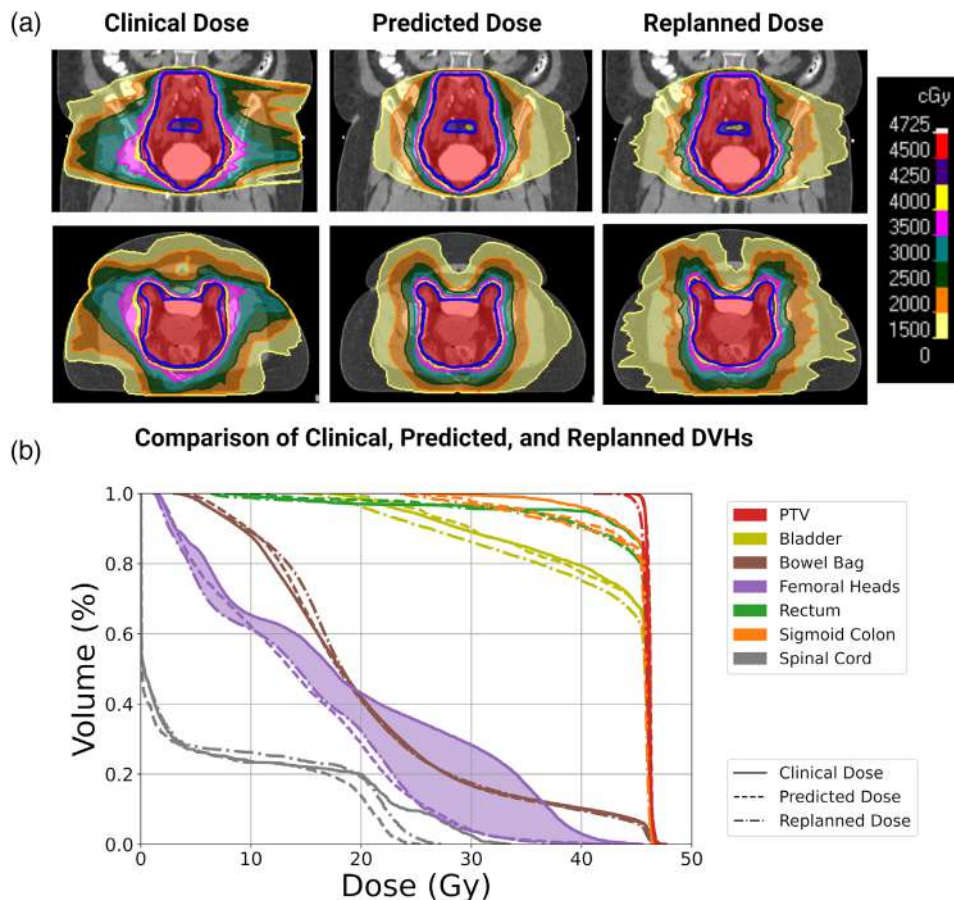 (a)
Clinical Dose Predicted Dose Replanned Dose
cGy
4725
4500
4250
4000
3500
3000
2500
2000
1500
0
(b)
Comparison of Clinical, Predicted, and Replanned DVHs
Volume (%)
1.0
0.8
0.6
0.4
0.2
0.0
0 10 20 30 40 50
Dose (Gy)
PTV
Bladder
Bowel Bag
Femoral Heads
Rectum
Sigmoid Colon
Spinal Cord
Clinical Dose
Predicted Dose
Replanned Dose